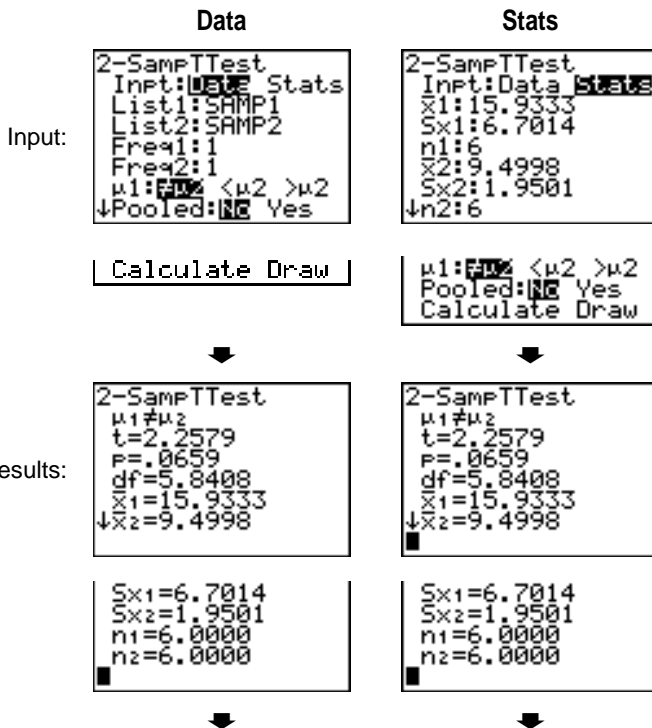 Data
Stats
Input:
2-SampTTest
Inpt:Data Stats
List1:SAMP1
List2:SAMP2
Freq1:1
Freq2:1
μ1:≠μ2 <μ2 >μ2
↓Pooled:No Yes
Calculate Draw
2-SampTTest
Inpt:Data Stats
x̄1:15.9333
Sx1:6.7014
n1:6
x̄2:9.4998
Sx2:1.9501
↓n2:6
μ1:≠μ2 <μ2 >μ2
Pooled:No Yes
Calculate Draw
esults:
2-SampTTest
μ1≠μ2
t=2.2579
p=.0659
df=5.8408
x̄1=15.9333
↓x̄2=9.4998
Sx1=6.7014
Sx2=1.9501
n1=6.0000
n2=6.0000
2-SampTTest
μ1≠μ2
t=2.2579
p=.0659
df=5.8408
x̄1=15.9333
↓x̄2=9.4998
Sx1=6.7014
Sx2=1.9501
n1=6.0000
n2=6.0000